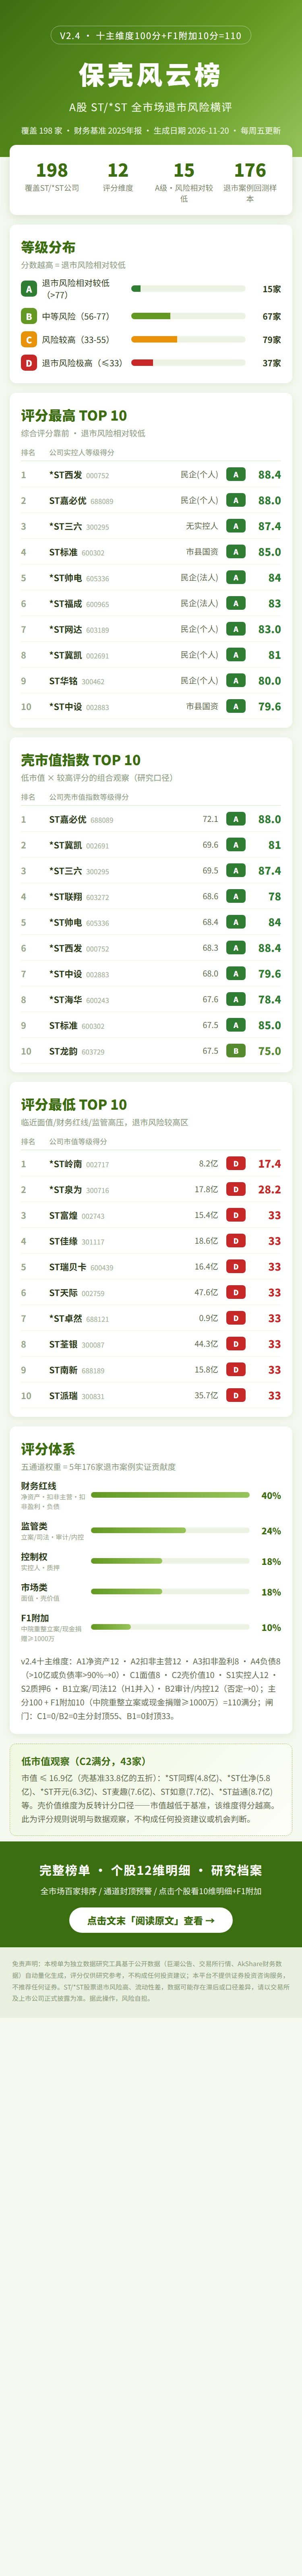 V2.4 · 十主维度100分+F1附加10分=110
保壳风云榜
A股 ST/*ST 全市场退市风险横评
覆盖 198 家 · 财务基准 2025年报 · 生成日期 2026-11-20 · 每周五更新
198
覆盖ST/*ST公司
12
评分维度
15
A级·风险相对较
低
176
退市案例回测样
本
等级分布
分数越高 = 退市风险相对较低
A 退市风险相对较低
（>77） 15家
B 中等风险（56-77） 67家
C 风险较高（33-55） 79家
D 退市风险极高（≤33） 37家
评分最高 TOP 10
综合评分靠前 · 退市风险相对较低
排名 公司实控人等级得分
1 *ST西发 000752 民企(个人) A 88.4
2 ST嘉必优 688089 民企(个人) A 88.0
3 *ST三六 300295 无实控人 A 87.4
4 ST标准 600302 市县国资 A 85.0
5 *ST帅电 605336 民企(法人) A 84
6 *ST福成 600965 民企(法人) A 83
7 *ST网达 603189 民企(个人) A 83.0
8 *ST冀凯 002691 民企(个人) A 81
9 ST华铭 300462 民企(个人) A 80.0
10 *ST中设 002883 市县国资 A 79.6
壳市值指数 TOP 10
低市值 × 较高评分的组合观察（研究口径）
排名 公司壳市值指数等级得分
1 ST嘉必优 688089 72.1 A 88.0
2 *ST冀凯 002691 69.6 A 81
3 *ST三六 300295 69.5 A 87.4
4 *ST联翔 603272 68.6 A 78
5 *ST帅电 605336 68.4 A 84
6 *ST西发 000752 68.3 A 88.4
7 *ST中设 002883 68.0 A 79.6
8 *ST海华 600243 67.6 A 78.4
9 ST标准 600302 67.5 A 85.0
10 ST龙韵 603729 67.5 B 75.0
评分最低 TOP 10
临近面值/财务红线/监管高压，退市风险较高区
排名 公司市值等级得分
1 *ST岭南 002717 8.2亿 D 17.4
2 *ST泉为 300716 17.8亿 D 28.2
3 ST富煌 002743 15.4亿 D 33
4 ST佳缘 301117 18.6亿 D 33
5 ST瑞贝卡 600439 16.4亿 D 33
6 ST天际 002759 47.6亿 D 33
7 *ST卓然 688121 0.9亿 D 33
8 ST荃银 300087 44.3亿 D 33
9 ST南新 688189 15.8亿 D 33
10 ST派瑞 300831 35.7亿 D 33
评分体系
五通道权重 = 5年176家退市案例实证贡献度
财务红线
净资产·扣非主营·扣
非盈利·负债
40%
监管类
立案/司法·审计/内控
24%
控制权
实控人·质押
18%
市场类
面值·壳价值
18%
F1附加
中院重整立案/现金捐
赠≥1000万
10%
v2.4十主维度：A1净资产12 · A2扣非主营12 · A3扣非盈利8 · A4负债8
（>10亿或负债率>90%→0）· C1面值8 · C2壳价值10 · S1实控人12 ·
S2质押6 · B1立案/司法12（H1并入）· B2审计/内控12（否定→0）；主
分100 + F1附加10（中院重整立案或现金捐赠≥1000万）=110满分；闸
门：C1=0/B2=0主分封顶55、B1=0封顶33。
低市值观察（C2满分，43家）
市值 ≤ 16.9亿（壳基准33.8亿的五折）：*ST同辉(4.8亿)、*ST仕净(5.8
亿)、*ST开元(6.3亿)、ST麦趣(7.6亿)、ST如意(7.7亿)、*ST益通(8.7亿)
等。壳价值维度为反转计分口径——市值越低于基准，该维度得分越高。
此为评分规则说明与数据观察，不构成任何投资建议或机会判断。
完整榜单 · 个股12维明细 · 研究档案
全市场百家排序 / 通道封顶预警 / 点击个股看10维明细+F1附加
点击文末「阅读原文」查看 →
免责声明：本榜单为独立数据研究工具基于公开数据（巨潮公告、交易所行情、AkShare财务数
据）自动量化生成，评分仅供研究参考，不构成任何投资建议；本平台不提供证券投资咨询服务，
不推荐任何证券。ST/*ST股票退市风险高、流动性差，数据可能存在滞后或口径差异，请以交易所
及上市公司正式披露为准。据此操作，风险自担。